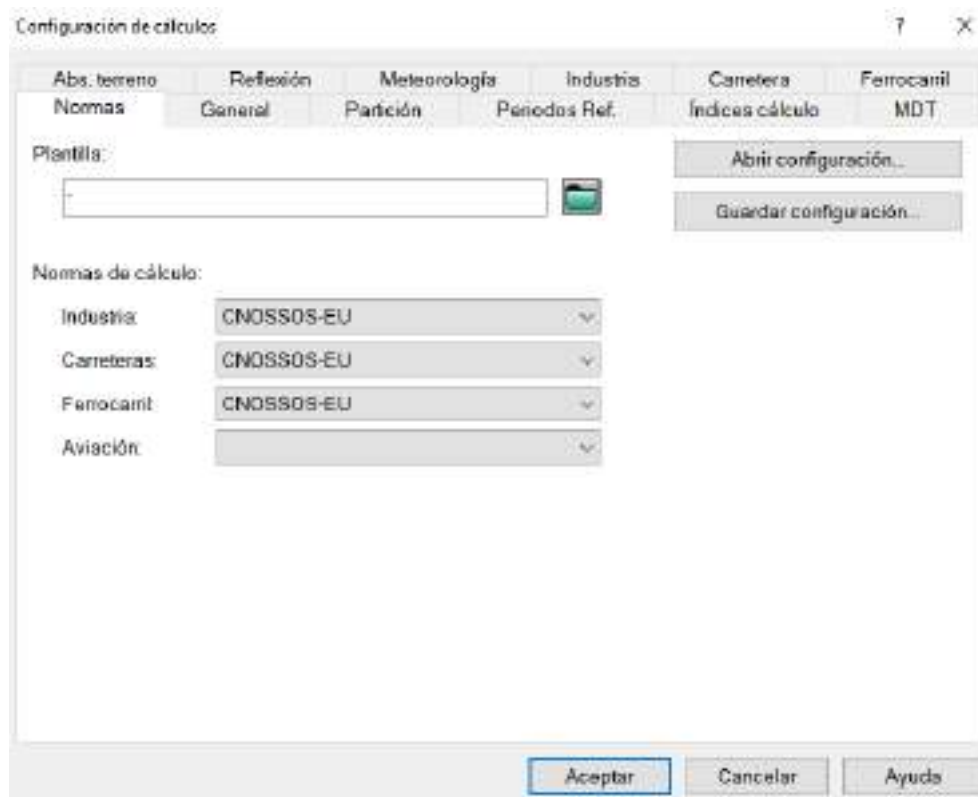 Configuración de cálculos ? X
Abs. terreno Reflexión Meteorología Industria Carretera Ferrocarril
Normas General Partición Periodos Ref. Índices cálculo MDT
Plantilla: Abrir configuración...
-
Guardar configuración...
Normas de cálculo:
Industria: CNOSSOS-EU
Carreteras: CNOSSOS-EU
Ferrocarril: CNOSSOS-EU
Aviación:
Aceptar Cancelar Ayuda